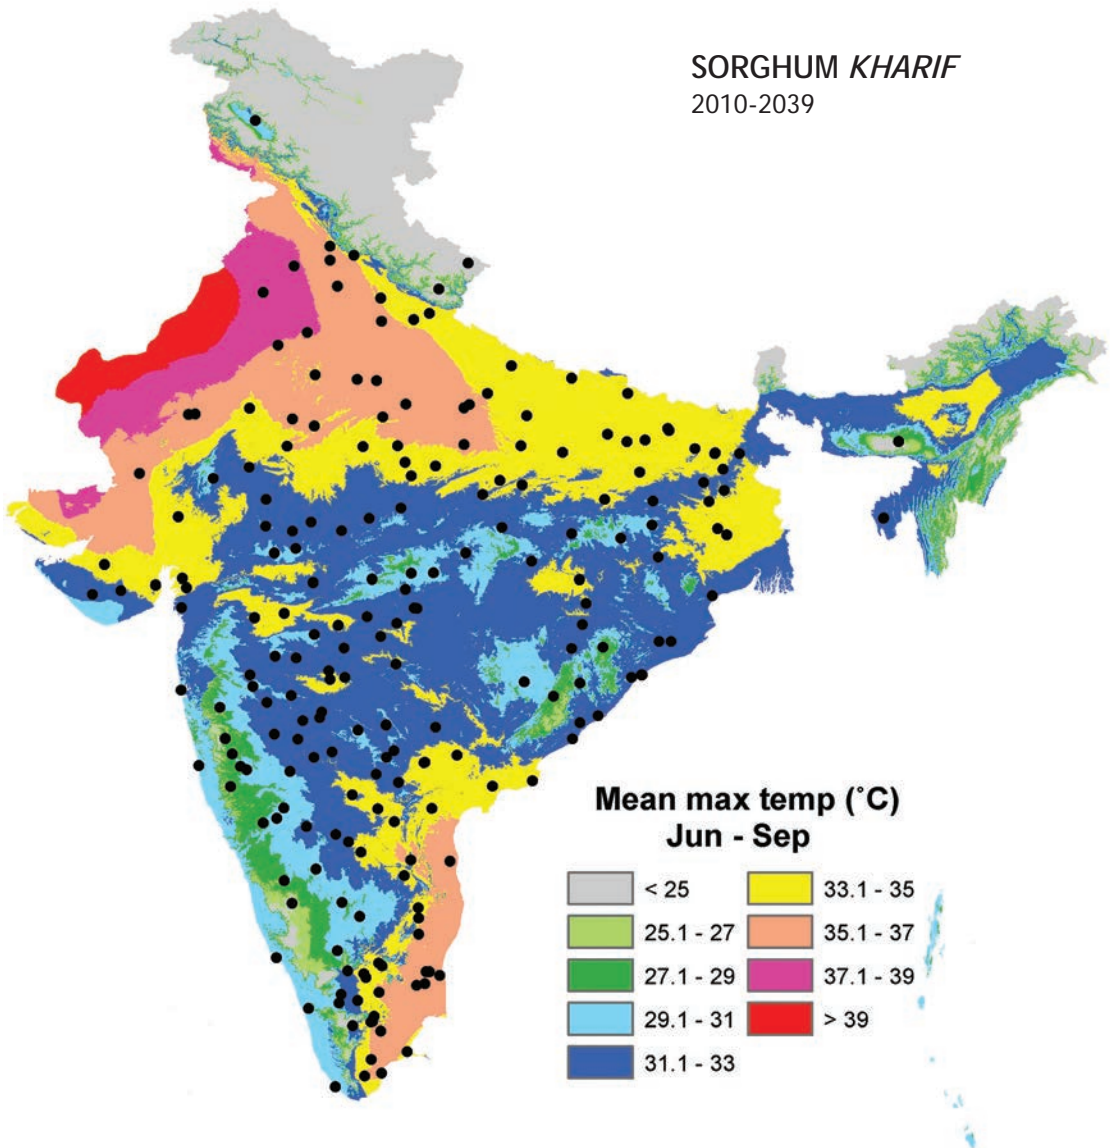 SORGHUM KHARIF
2010-2039
Mean max temp (˚C)
Jun - Sep
< 25
25.1 - 27
27.1 - 29
29.1 - 31
31.1 - 33
33.1 - 35
35.1 - 37
37.1 - 39
> 39